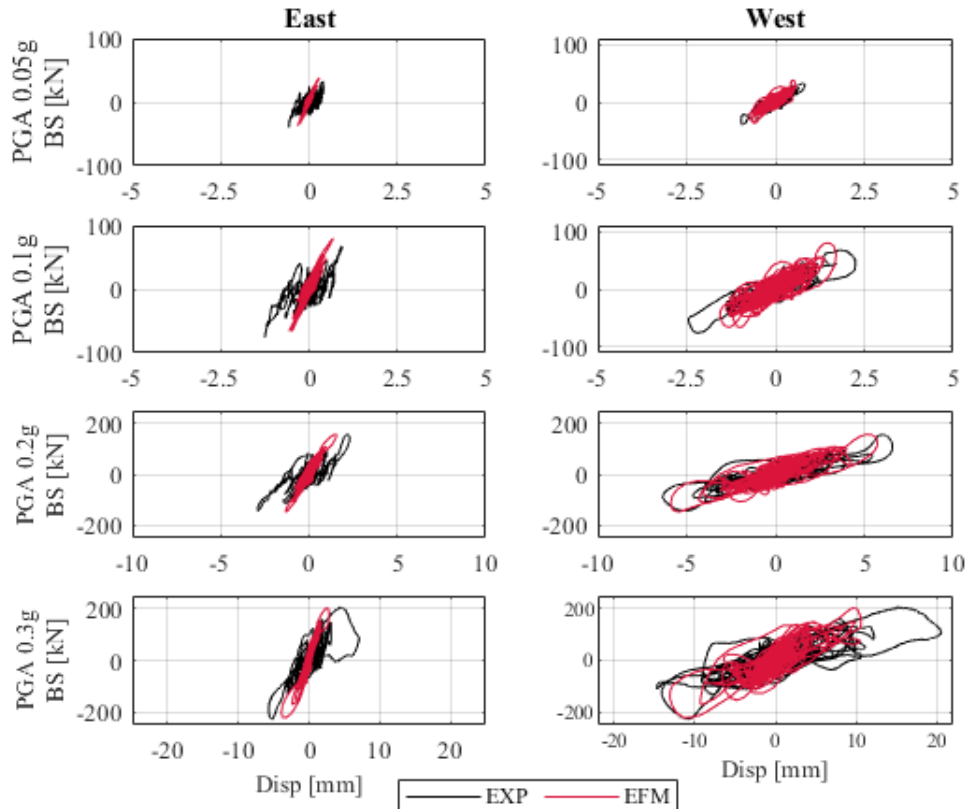 East West
PGA 0.05g
BS [kN]
100
0
-100
-5 -2.5 0 2.5 5
100
0
-100
-5 -2.5 0 2.5 5
PGA 0.1g
BS [kN]
100
0
-100
-5 -2.5 0 2.5 5
100
0
-100
-5 -2.5 0 2.5 5
PGA 0.2g
BS [kN]
200
0
-200
-10 -5 0 5 10
200
0
-200
-10 -5 0 5 10
PGA 0.3g
BS [kN]
200
0
-200
-20 -10 0 10 20
Disp [mm]
200
0
-200
-20 -10 0 10 20
Disp [mm]
EXP EFM